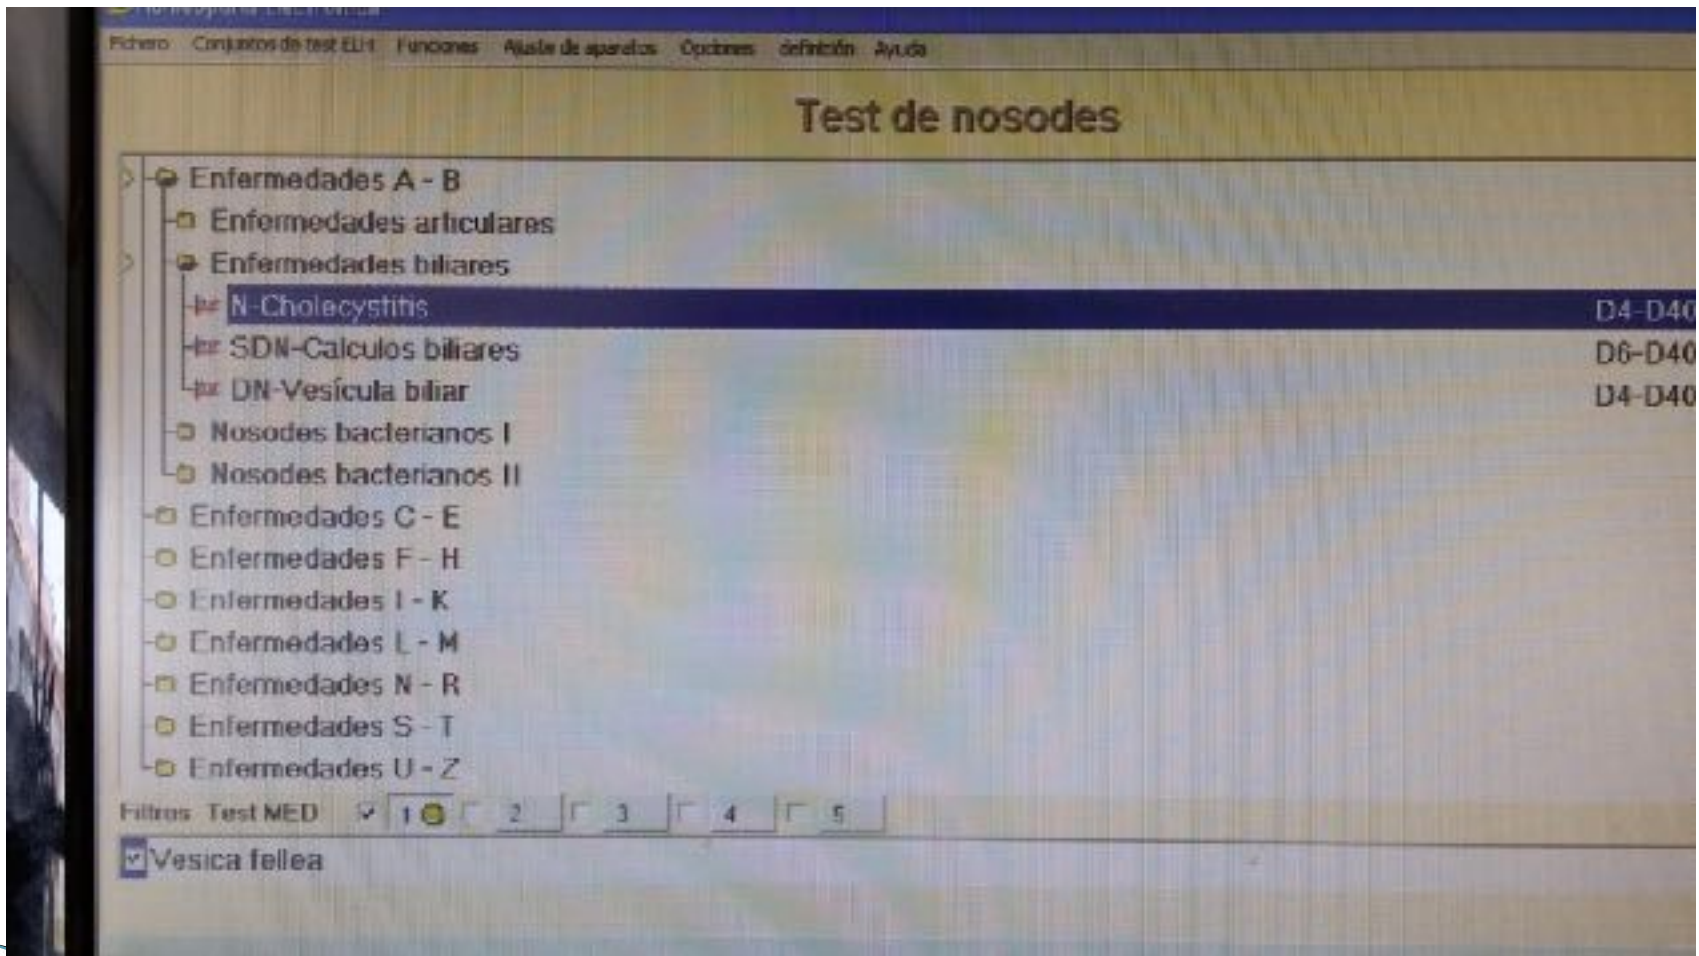 Fichero Conjuntos de test ELH Funciones Ajuste de aparatos Opciones definición Ayuda
Test de nosodes
Enfermedades A - B
Enfermedades articulares
Enfermedades biliares
N-Cholecystitis D4-D40
SDN-Calculos biliares D6-D40
DN-Vesícula biliar D4-D40
Nosodes bacterianos I
Nosodes bacterianos II
Enfermedades C - E
Enfermedades F - H
Enfermedades I - K
Enfermedades L - M
Enfermedades N - R
Enfermedades S - T
Enfermedades U - Z
Filtros Test MED 1 2 3 4 5
Vesica fellea